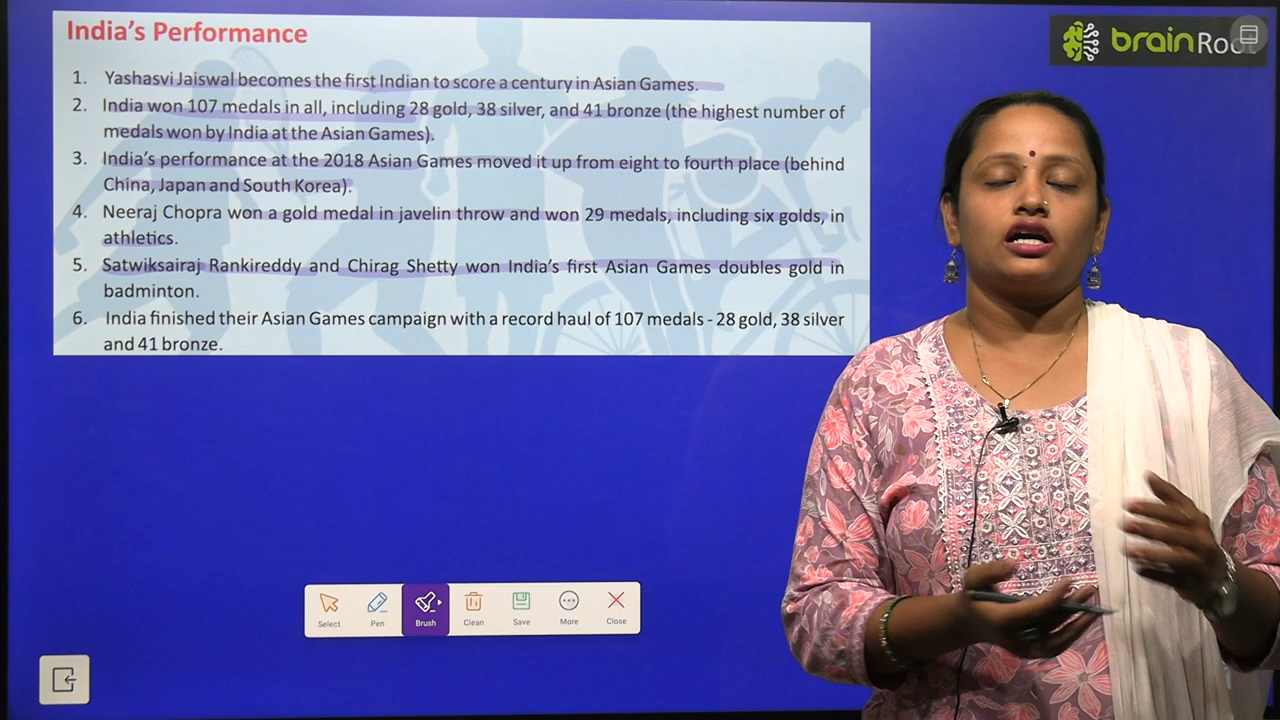 India's Performance
brainRoot
1. Yashasvi Jaiswal becomes the first Indian to score a century in Asian Games.
2. India won 107 medals in all, including 28 gold, 38 silver, and 41 bronze (the highest number of
medals won by India at the Asian Games).
3. India's performance at the 2018 Asian Games moved it up from eight to fourth place (behind
China, Japan and South Korea).
4. Neeraj Chopra won a gold medal in javelin throw and won 29 medals, including six golds, in
athletics.
5. Satwiksairaj Rankireddy and Chirag Shetty won India's first Asian Games doubles gold in
badminton.
6. India finished their Asian Games campaign with a record haul of 107 medals - 28 gold, 38 silver
and 41 bronze.
Select Pen Brush Clean Save More Close